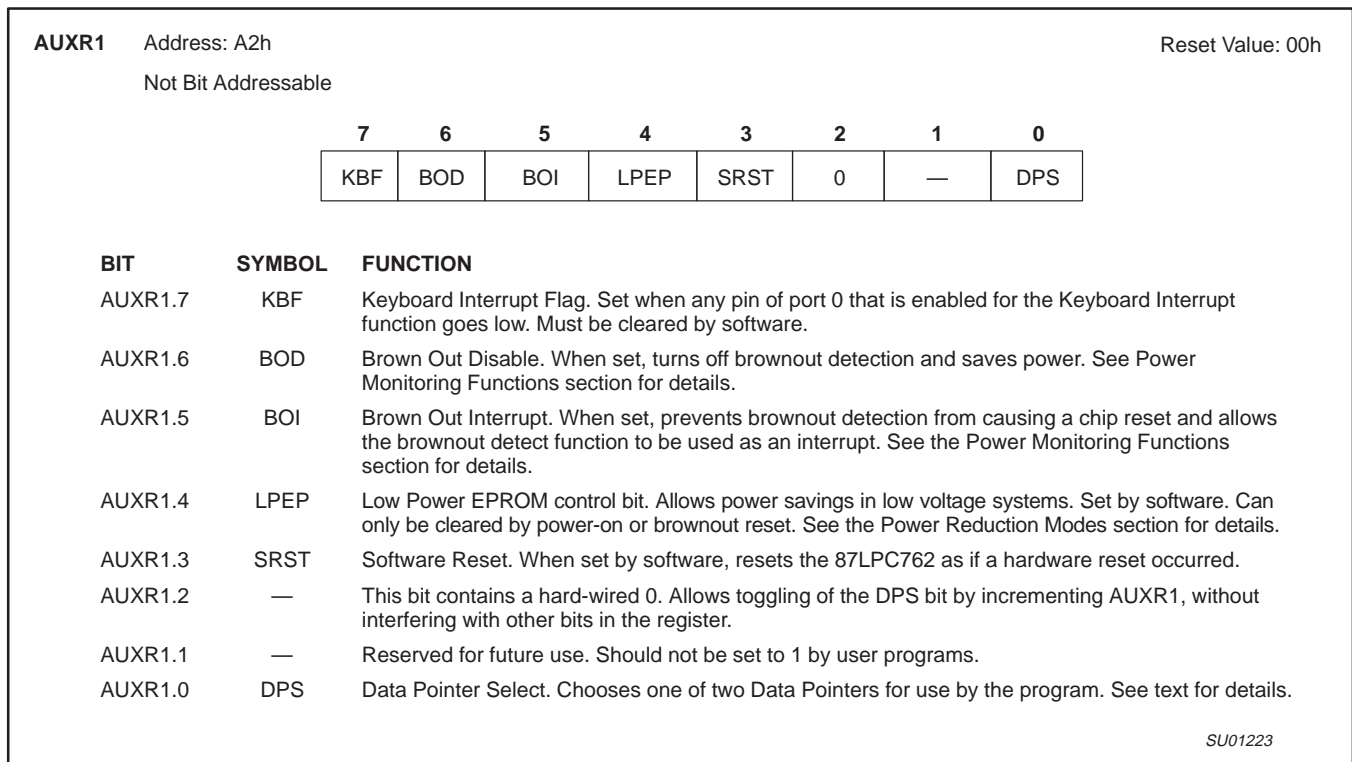 AUXR1 Address: A2h Reset Value: 00h
Not Bit Addressable
7 6 5 4 3 2 1 0
KBF BOD BOI LPEP SRST 0 — DPS
BIT SYMBOL FUNCTION
AUXR1.7 KBF Keyboard Interrupt Flag. Set when any pin of port 0 that is enabled for the Keyboard Interrupt
function goes low. Must be cleared by software.
AUXR1.6 BOD Brown Out Disable. When set, turns off brownout detection and saves power. See Power
Monitoring Functions section for details.
AUXR1.5 BOI Brown Out Interrupt. When set, prevents brownout detection from causing a chip reset and allows
the brownout detect function to be used as an interrupt. See the Power Monitoring Functions
section for details.
AUXR1.4 LPEP Low Power EPROM control bit. Allows power savings in low voltage systems. Set by software. Can
only be cleared by power-on or brownout reset. See the Power Reduction Modes section for details.
AUXR1.3 SRST Software Reset. When set by software, resets the 87LPC762 as if a hardware reset occurred.
AUXR1.2 — This bit contains a hard-wired 0. Allows toggling of the DPS bit by incrementing AUXR1, without
interfering with other bits in the register.
AUXR1.1 — Reserved for future use. Should not be set to 1 by user programs.
AUXR1.0 DPS Data Pointer Select. Chooses one of two Data Pointers for use by the program. See text for details.
SU01223